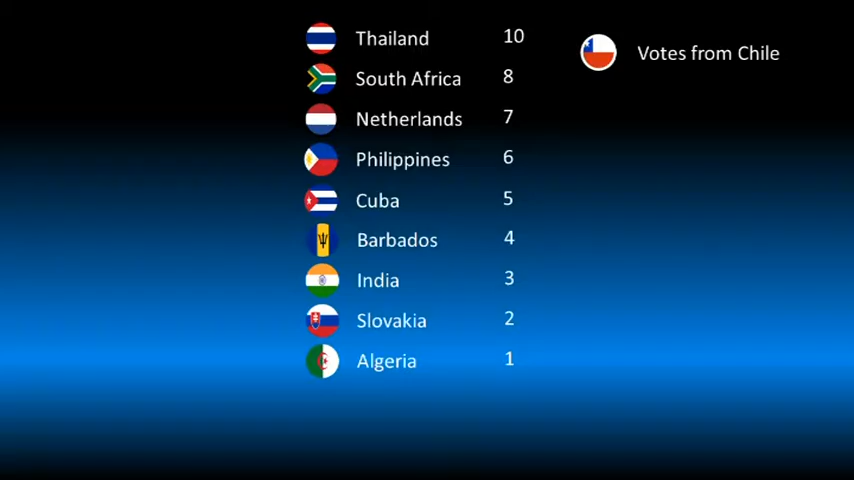 Thailand 10
Votes from Chile
South Africa 8
Netherlands 7
Philippines 6
Cuba 5
Barbados 4
India 3
Slovakia 2
Algeria 1